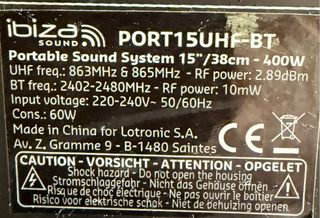 ibiza SOUND PORT15UHF-BT
Portable Sound System 15"/38cm - 400W
UHF freq.: 863MHz & 865MHz - RF power: 2.89dBm
BT freq.: 2402-2480MHz - RF power: 10mW
Input voltage: 220-240V~ 50/60Hz
Cons.: 60W
Made in China for Lotronic S.A.
Av. Z. Gramme 9 - B-1480 Saintes
CE
CAUTION - VORSICHT - ATTENTION - OPGELET
Shock hazard - Do not open the housing
Stromschlaggefahr - Nicht das Gehäuse öffnen
Risque de choc électrique - Ne pas ouvrir le boîtier
Risico voor elektrische schok - Niet de behuizing openen